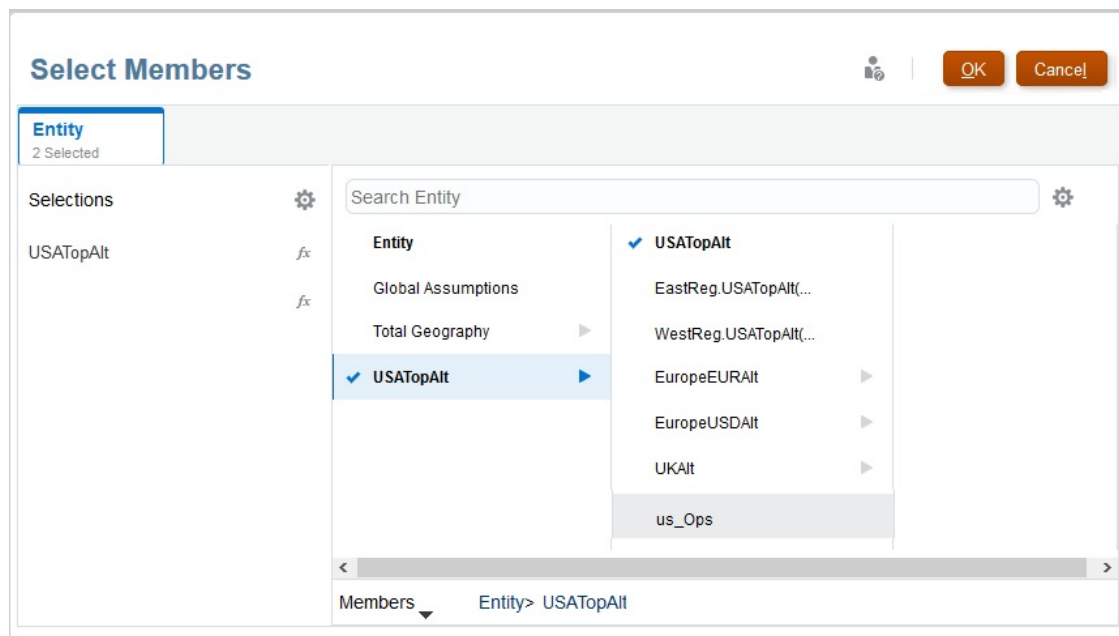 Select Members
OK
Cancel
Entity
2 Selected
Selections
USATopAlt
fx
fx
Search Entity
Entity
Global Assumptions
Total Geography
USATopAlt
USATopAlt
EastReg.USATopAlt(...
WestReg.USATopAlt(...
EuropeEURAlt
EuropeUSDAlt
UKAlt
us_Ops
Members
Entity> USATopAlt